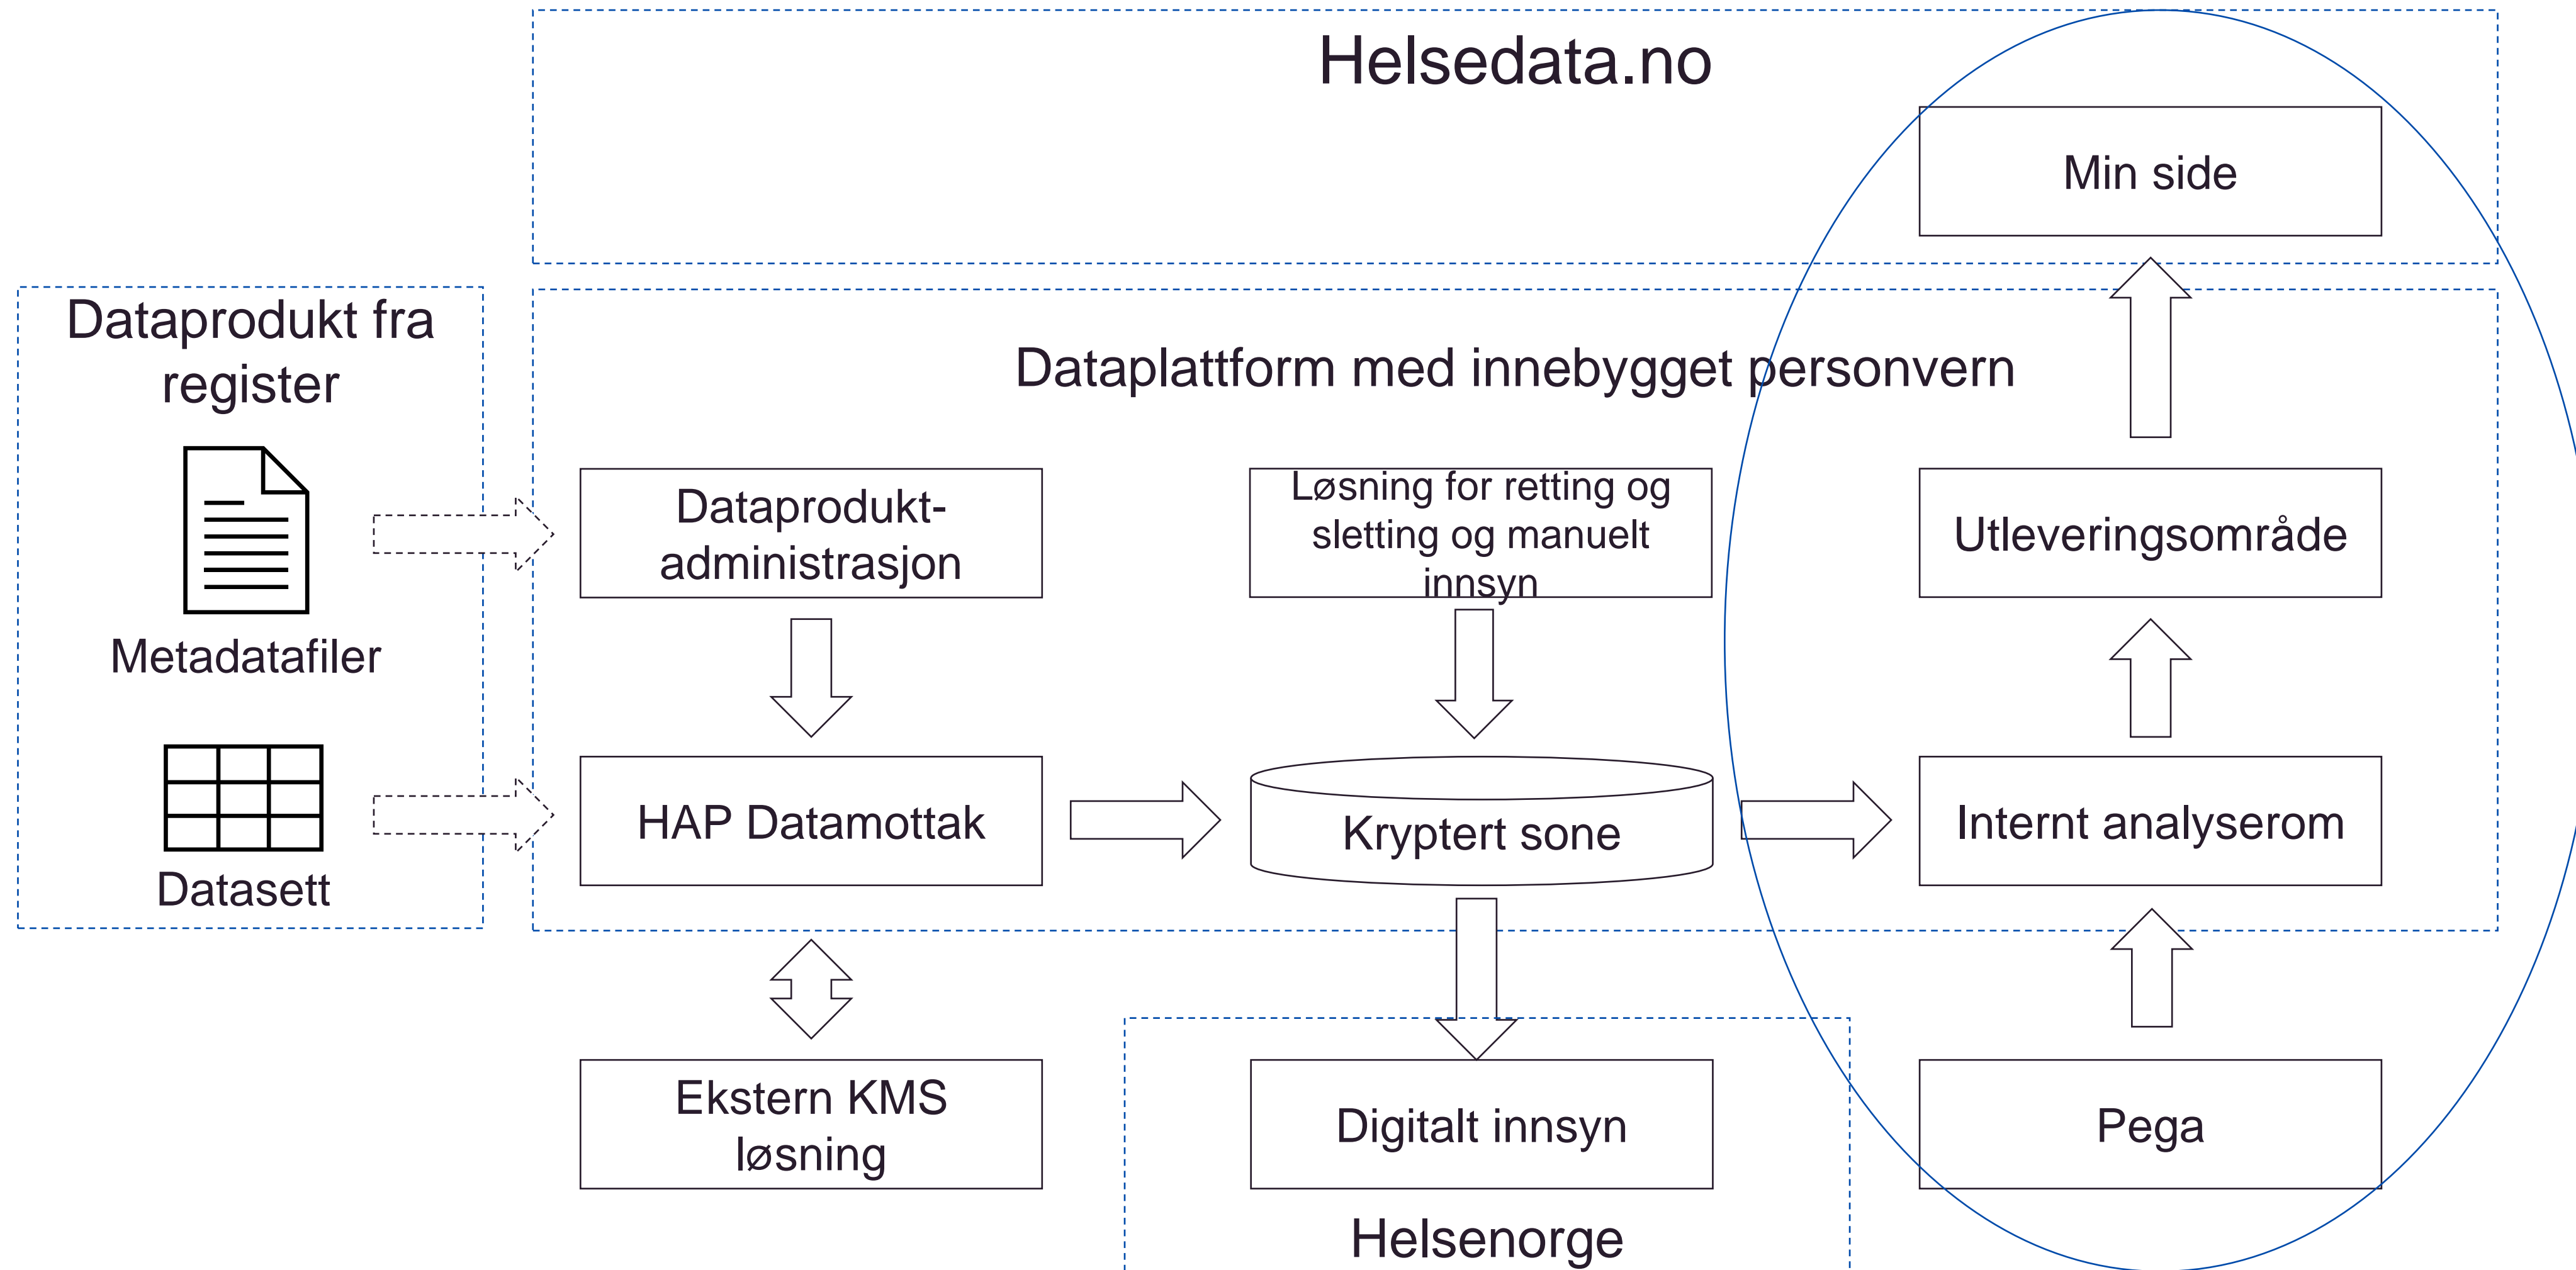 Helsedata.no
Min side
Dataprodukt fra
register
Metadatafiler
Datasett
Dataplattform med innebygget personvern
Dataprodukt-
administrasjon
Løsning for retting og
sletting og manuelt
innsyn
Utleveringsområde
HAP Datamottak
Kryptert sone
Internt analyserom
Ekstern KMS
løsning
Digitalt innsyn
Pega
Helsenorge